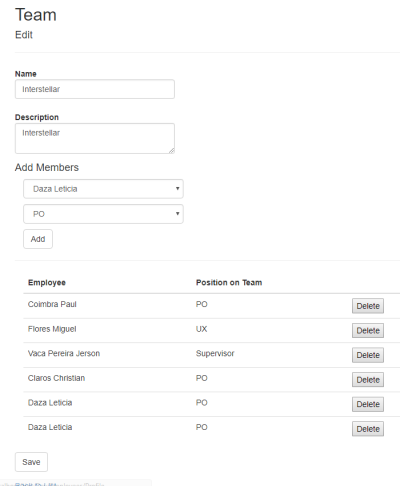 Team
Edit
Name
Interstellar
Description
Interstellar
Add Members
Daza Leticia
PO
Add
Employee Position on Team
Coimbra Paul PO Delete
Flores Miguel UX Delete
Vaca Pereira Jerson Supervisor Delete
Claros Christian PO Delete
Daza Leticia PO Delete
Daza Leticia PO Delete
Save